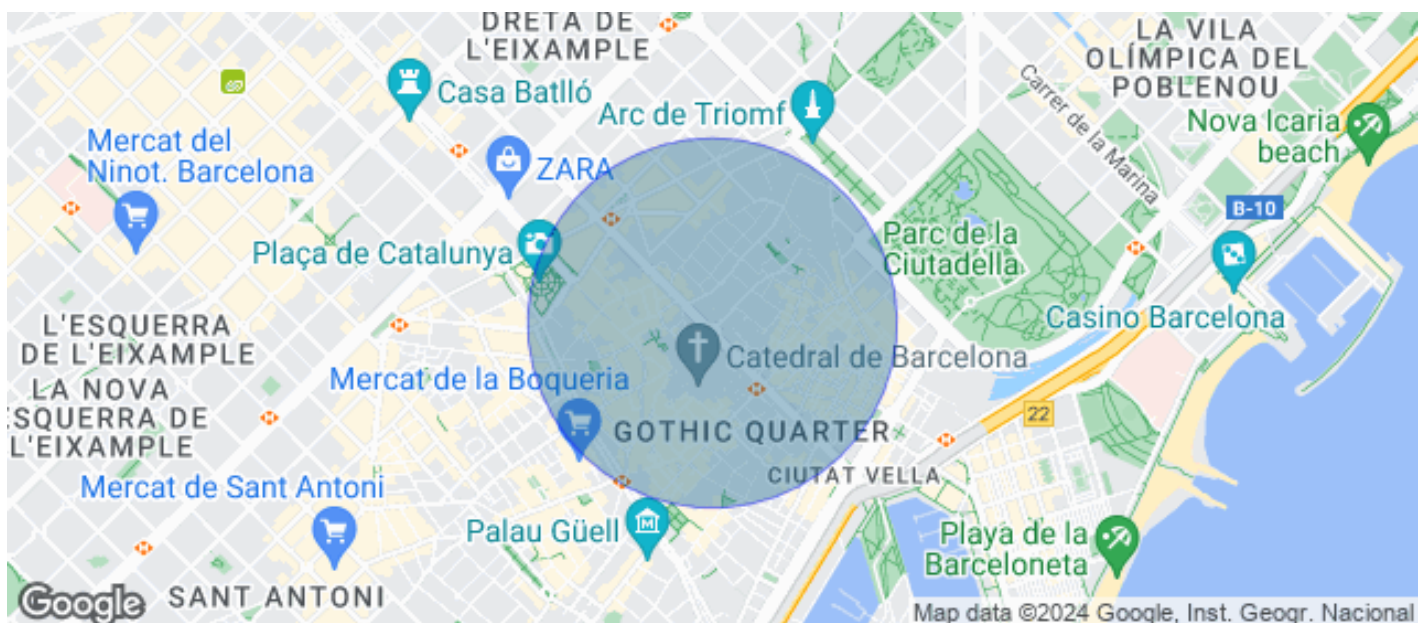 DRETA DE
L'EIXAMPLE
LA VILA
OLÍMPICA DEL
POBLENOU
Casa Batlló
Arc de Triomf
Carrer de la Marina
Nova Icaria
beach
Mercat del
Ninot. Barcelona
ZARA
B-10
Plaça de Catalunya
Parc de la
Ciutadella
L'ESQUERRA
DE L'EIXAMPLE
Casino Barcelona
Catedral de Barcelona
LA NOVA
ESQUERRA DE
L'EIXAMPLE
Mercat de la Boqueria
22
GOTHIC QUARTER
CIUTAT VELLA
Mercat de Sant Antoni
Palau Güell
Playa de la
Barceloneta
SANT ANTONI
Google
Map data ©2024 Google, Inst. Geogr. Nacional